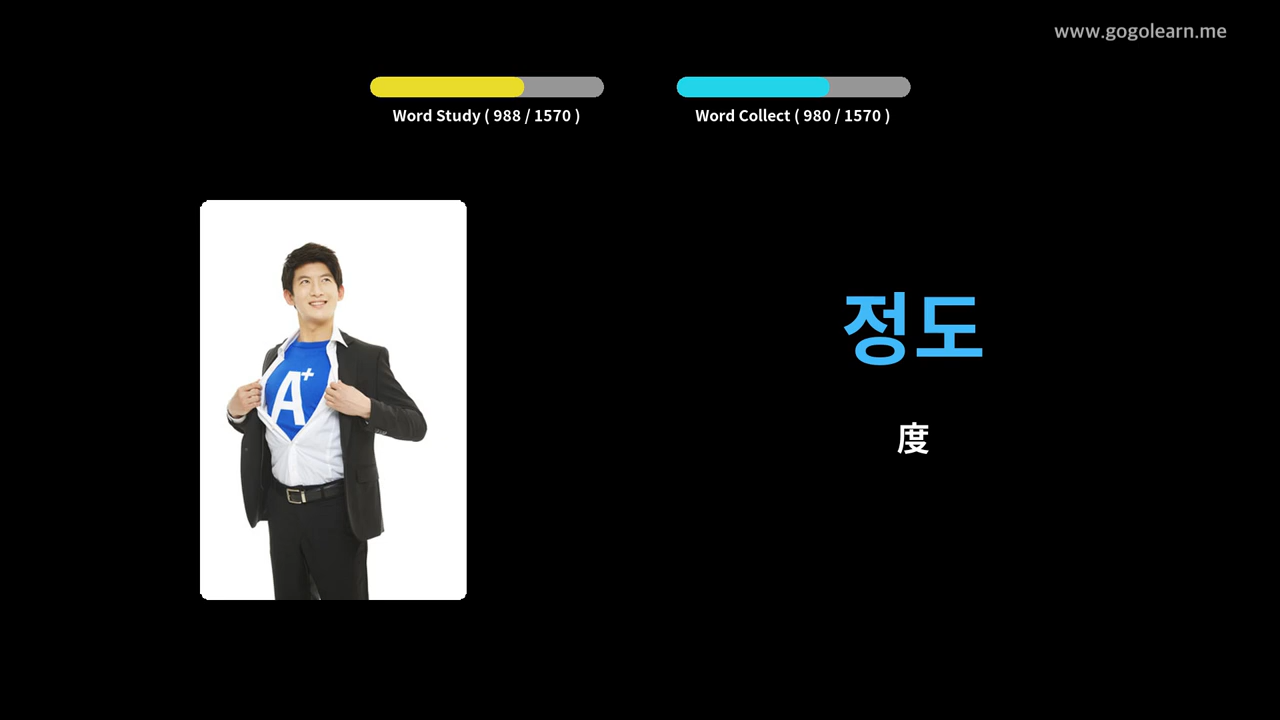 www.gogolearn.me
Word Study ( 988 / 1570 )
Word Collect ( 980 / 1570 )
A+
정도
度